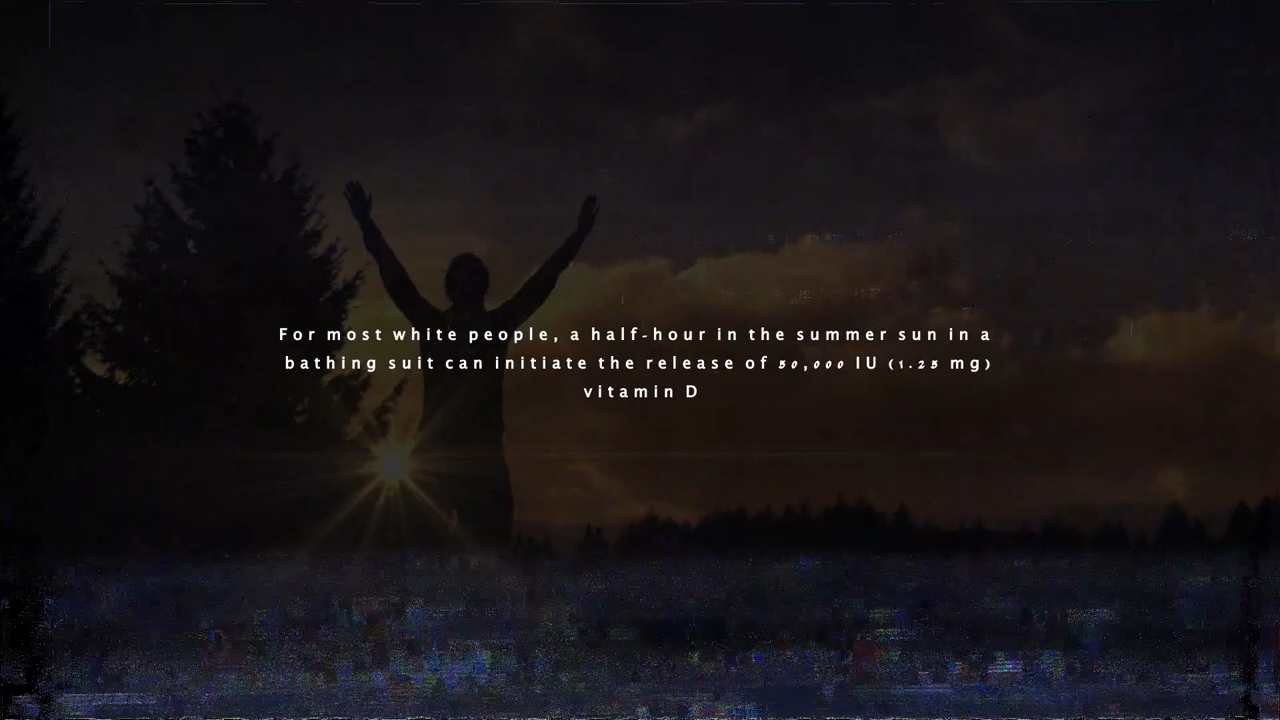 For most white people, a half-hour in the summer sun in a
bathing suit can initiate the release of 50,000 IU (1.25 mg)
vitamin D